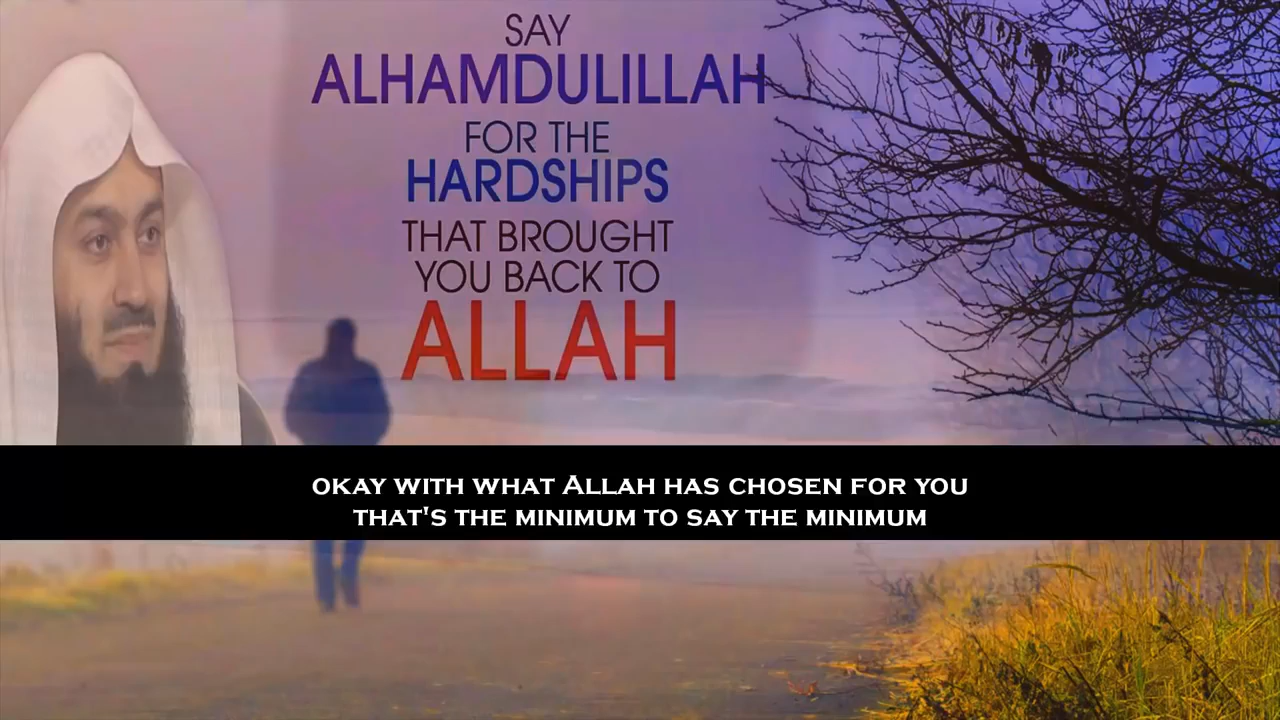 SAY
ALHAMDULILLAH
FOR THE
HARDSHIPS
THAT BROUGHT
YOU BACK TO
ALLAH
OKAY WITH WHAT ALLAH HAS CHOSEN FOR YOU
THAT'S THE MINIMUM TO SAY THE MINIMUM